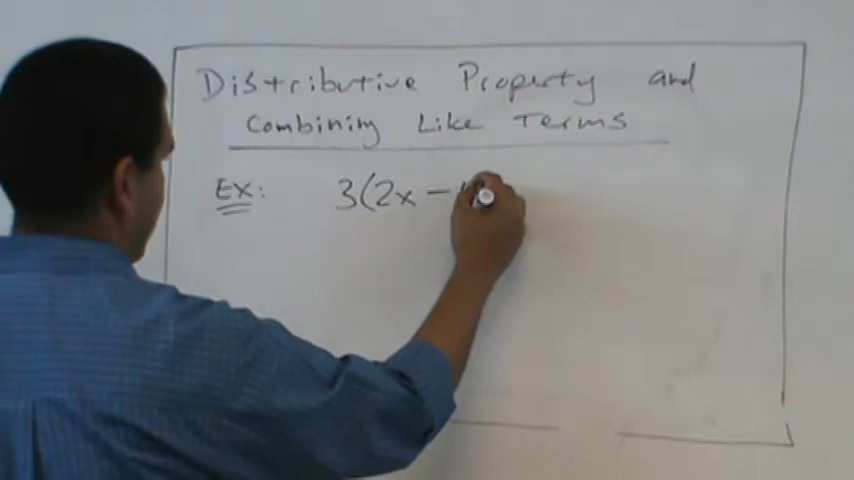 Distributive Property and
Combining Like Terms
Ex: 3(2x -